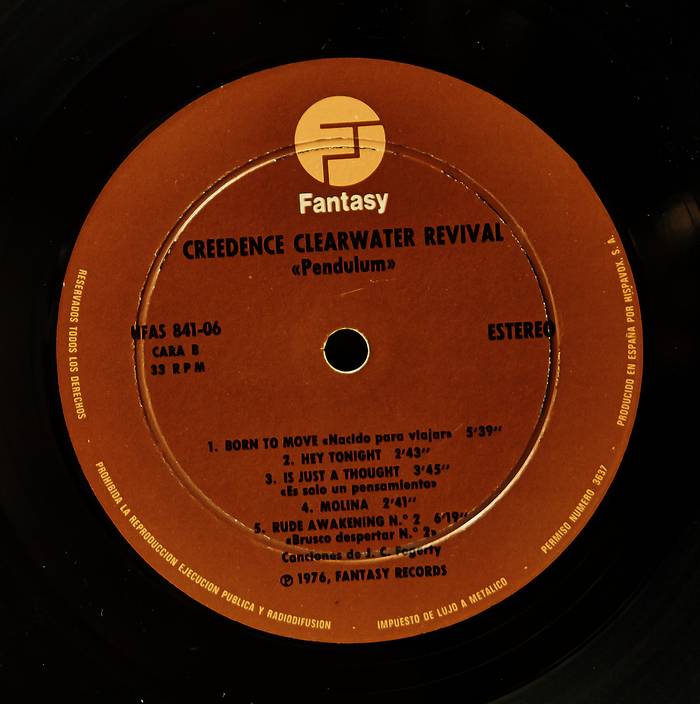 Fantasy
CREEDENCE CLEARWATER REVIVAL
«Pendulum»
HFAS 841-06
CARA B
33 RPM
ESTEREO
1. BORN TO MOVE «Nacido para viajar» 5'39''
2. HEY TONIGHT 2'43''
3. IS JUST A THOUGHT 3'45''
«Es solo un pensamiento»
4. MOLINA 2'41''
5. RUDE AWAKENING N.° 2 6'19''
«Brusco despertar N.° 2»
Canciones de J. C. Fogerty
℗ 1976, FANTASY RECORDS
RESERVADOS TODOS LOS DERECHOS
PROHIBIDA LA REPRODUCCION EJECUCION PUBLICA Y RADIODIFUSION
IMPUESTO DE LUJO A METALICO
PERMISO NUMERO 3637
PRODUCIDO EN ESPAÑA POR HISPAVOX, S. A.